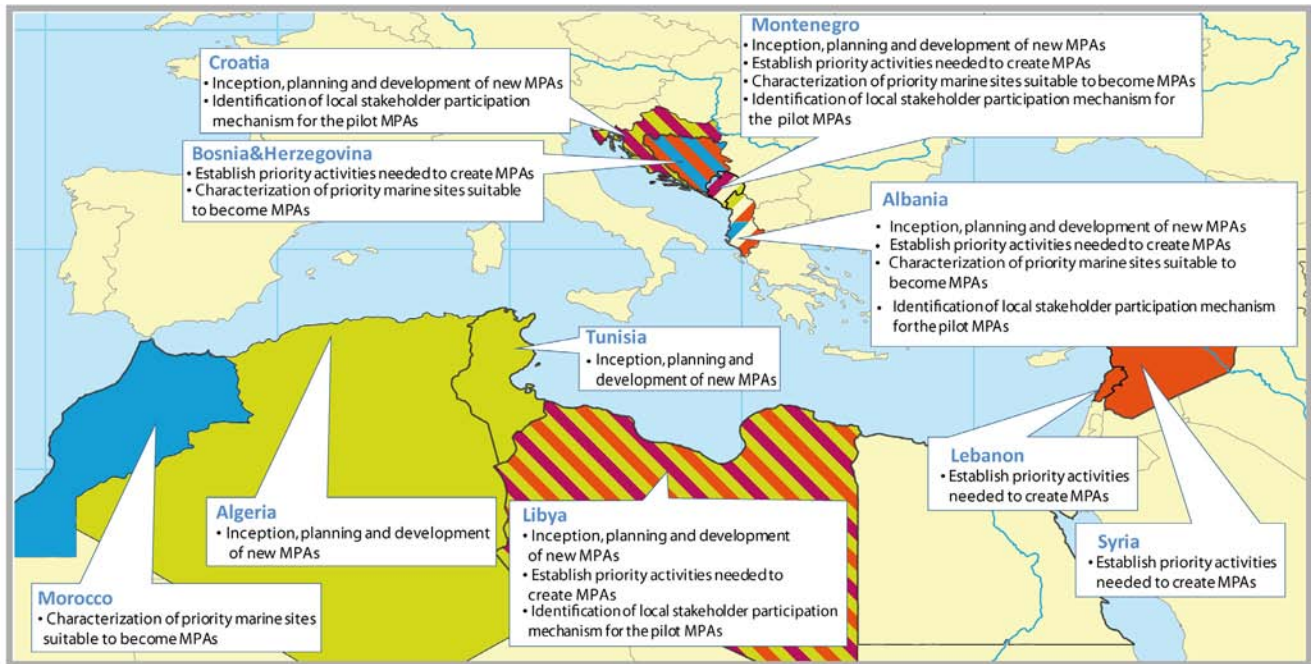 Croatia
• Inception, planning and development of new MPAs
• Identification of local stakeholder participation
mechanism for the pilot MPAs
Montenegro
• Inception, planning and development of new MPAs
• Establish priority activities needed to create MPAs
• Characterization of priority marine sites suitable to become MPAs
• Identification of local stakeholder participation mechanism for
the pilot MPAs
Bosnia&Herzegovina
• Establish priority activities needed to create MPAs
• Characterization of priority marine sites suitable
to become MPAs
Albania
• Inception, planning and development of new MPAs
• Establish priority activities needed to create MPAs
• Characterization of priority marine sites suitable to
become MPAs
• Identification of local stakeholder participation mechanism
for the pilot MPAs
Tunisia
• Inception, planning and
development of new MPAs
Lebanon
• Establish priority activities
needed to create MPAs
Algeria
• Inception, planning and development
of new MPAs
Libya
• Inception, planning and development
of new MPAs
• Establish priority activities needed to
create MPAs
• Identification of local stakeholder participation
mechanism for the pilot MPAs
Syria
• Establish priority activities
needed to create MPAs
Morocco
• Characterization of priority marine sites
suitable to become MPAs